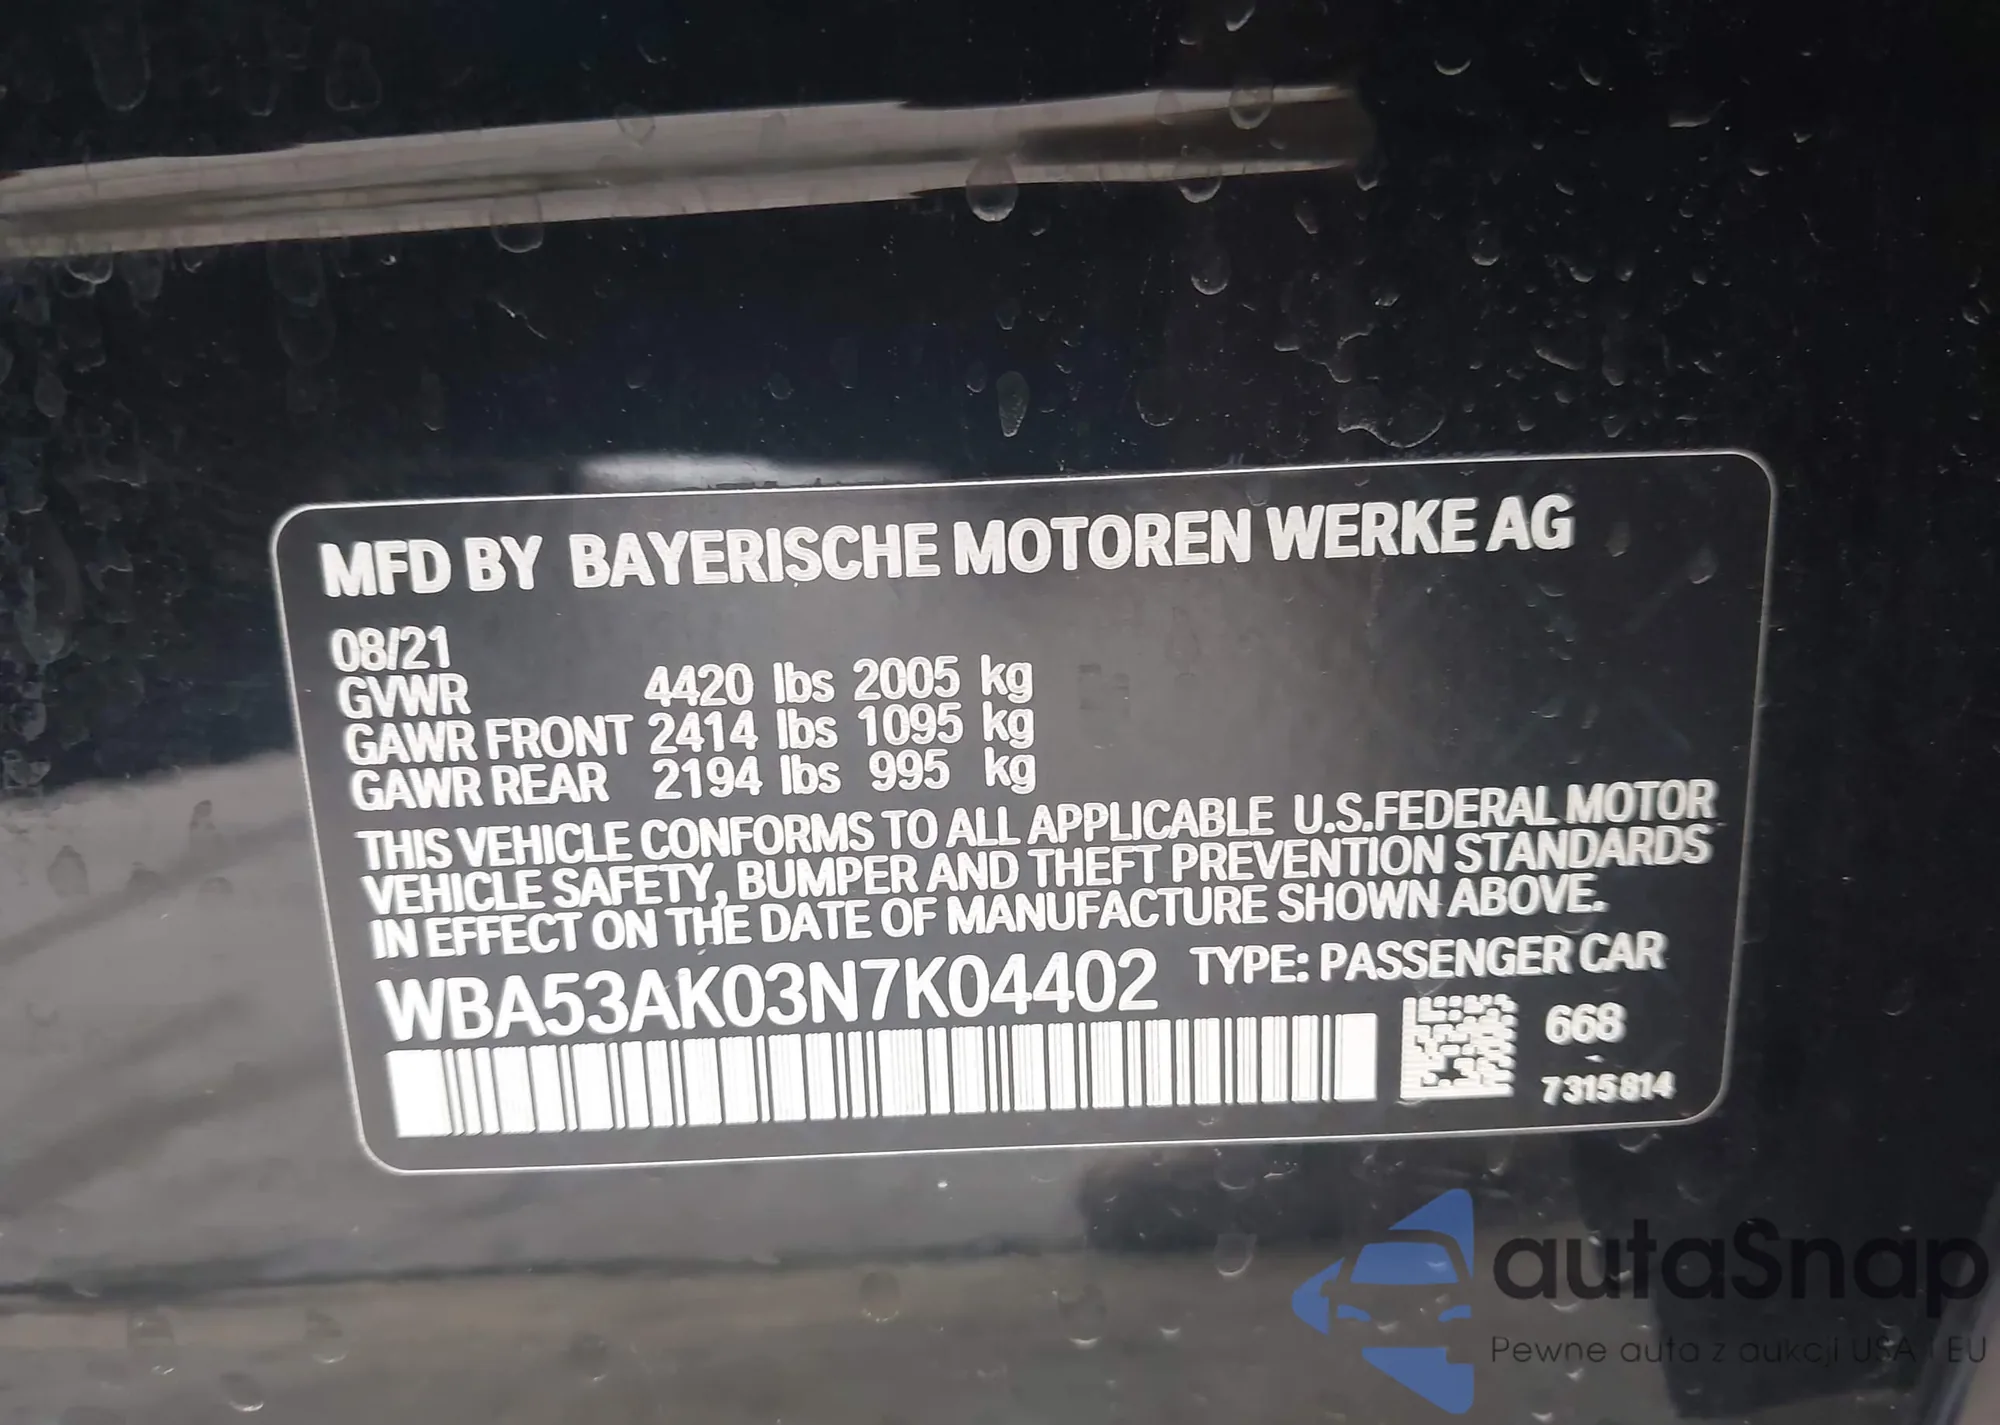 MFD BY BAYERISCHE MOTOREN WERKE AG
08/21
GVWR 4420 lbs 2005 kg
GAWR FRONT 2414 lbs 1095 kg
GAWR REAR 2194 lbs 995 kg
THIS VEHICLE CONFORMS TO ALL APPLICABLE U.S.FEDERAL MOTOR
VEHICLE SAFETY, BUMPER AND THEFT PREVENTION STANDARDS
IN EFFECT ON THE DATE OF MANUFACTURE SHOWN ABOVE.
WBA53AK03N7K04402 TYPE: PASSENGER CAR
668
7315814
autaSnap
Pewne auta z aukcji USA i EU